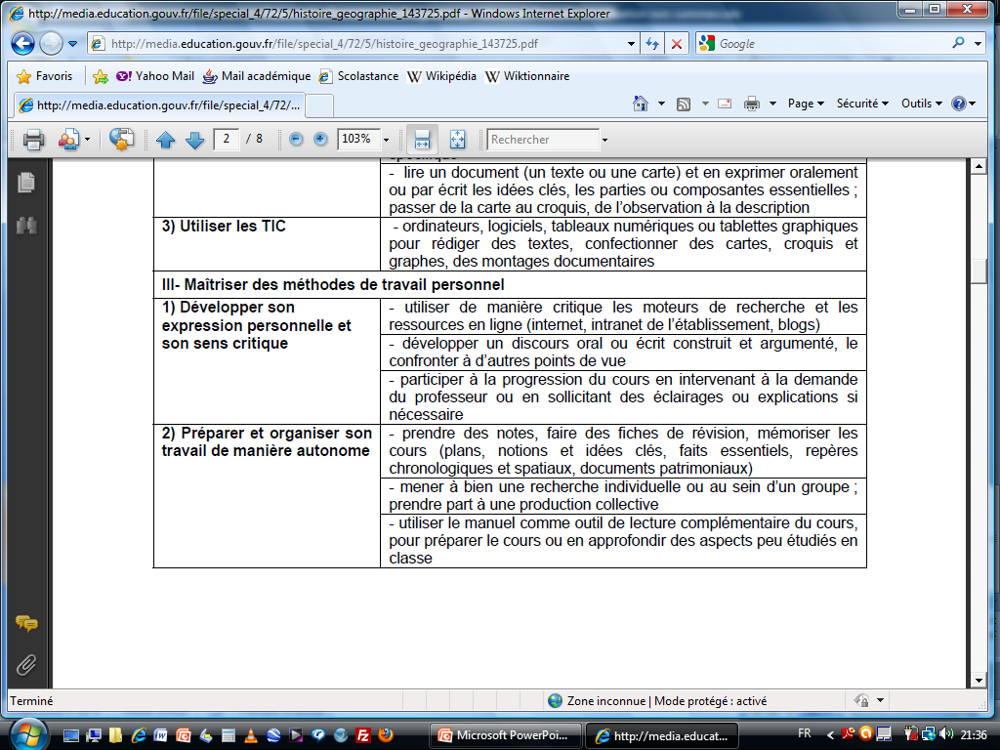 http://media.education.gouv.fr/file/special_4/72/5/histoire_geographie_143725.pdf - Windows Internet Explorer
http://media.education.gouv.fr/file/special_4/72/5/histoire_geographie_143725.pdf
Google
Favoris
Yahoo Mail
Mail académique
Scolastance
Wikipédia
Wiktionnaire
http://media.education.gouv.fr/file/special_4/72/...
Page
Sécurité
Outils
2 / 8
103%
Rechercher
spécifique
- lire un document (un texte ou une carte) et en exprimer oralement
ou par écrit les idées clés, les parties ou composantes essentielles ;
passer de la carte au croquis, de l'observation à la description
3) Utiliser les TIC
- ordinateurs, logiciels, tableaux numériques ou tablettes graphiques
pour rédiger des textes, confectionner des cartes, croquis et
graphes, des montages documentaires
III- Maîtriser des méthodes de travail personnel
1) Développer son
expression personnelle et
son sens critique
- utiliser de manière critique les moteurs de recherche et les
ressources en ligne (internet, intranet de l'établissement, blogs)
- développer un discours oral ou écrit construit et argumenté, le
confronter à d'autres points de vue
- participer à la progression du cours en intervenant à la demande
du professeur ou en sollicitant des éclairages ou explications si
nécessaire
2) Préparer et organiser son
travail de manière autonome
- prendre des notes, faire des fiches de révision, mémoriser les
cours (plans, notions et idées clés, faits essentiels, repères
chronologiques et spatiaux, documents patrimoniaux)
- mener à bien une recherche individuelle ou au sein d'un groupe ;
prendre part à une production collective
- utiliser le manuel comme outil de lecture complémentaire du cours,
pour préparer le cours ou en approfondir des aspects peu étudiés en
classe
Terminé
Zone inconnue | Mode protégé : activé
Microsoft PowerPoi...
http://media.educat...
FR
21:36